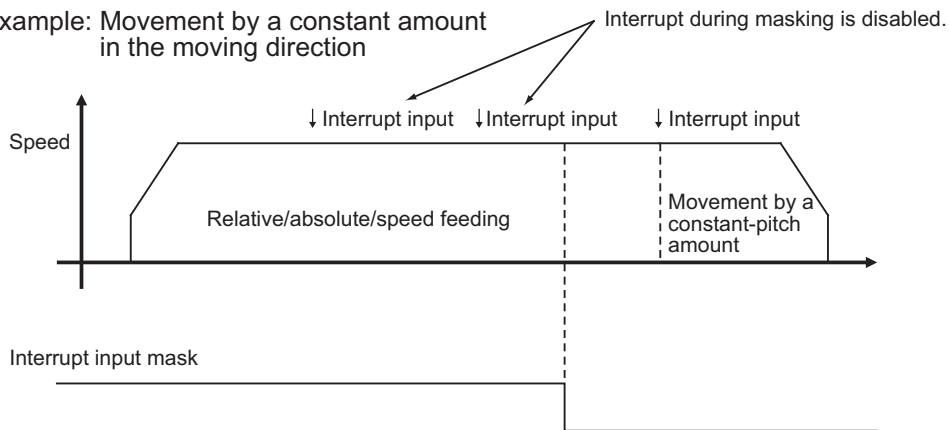 xample: Movement by a constant amount
in the moving direction
Interrupt during masking is disabled.
Interrupt input
Interrupt input
Interrupt input
Speed
Relative/absolute/speed feeding
Movement by a
constant-pitch
amount
Interrupt input mask